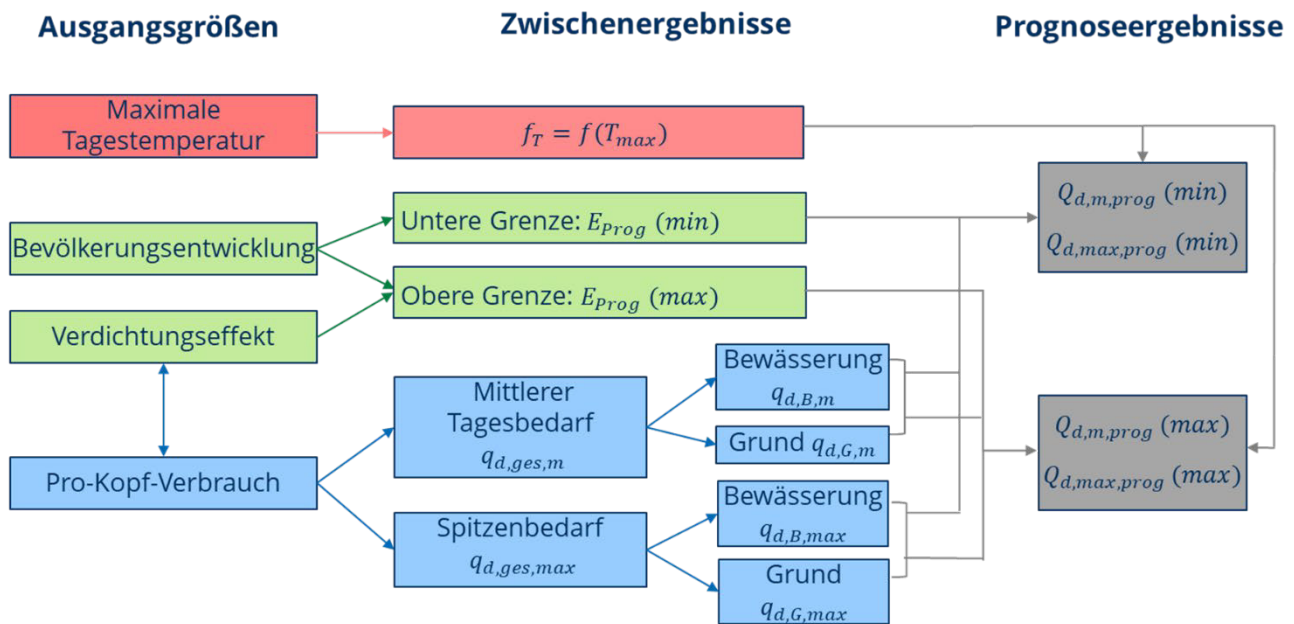 Ausgangsgrößen
Zwischenergebnisse
Prognoseergebnisse
Maximale
Tagestemperatur
f_T = f(T_max)
Q_d,m,prog (min)
Q_d,max,prog (min)
Bevölkerungsentwicklung
Untere Grenze: E_Prog (min)
Obere Grenze: E_Prog (max)
Verdichtungseffekt
Bewässerung
q_d,B,m
Mittlerer
Tagesbedarf
q_d,ges,m
Grund q_d,G,m
Q_d,m,prog (max)
Q_d,max,prog (max)
Pro-Kopf-Verbrauch
Bewässerung
q_d,B,max
Spitzenbedarf
q_d,ges,max
Grund
q_d,G,max